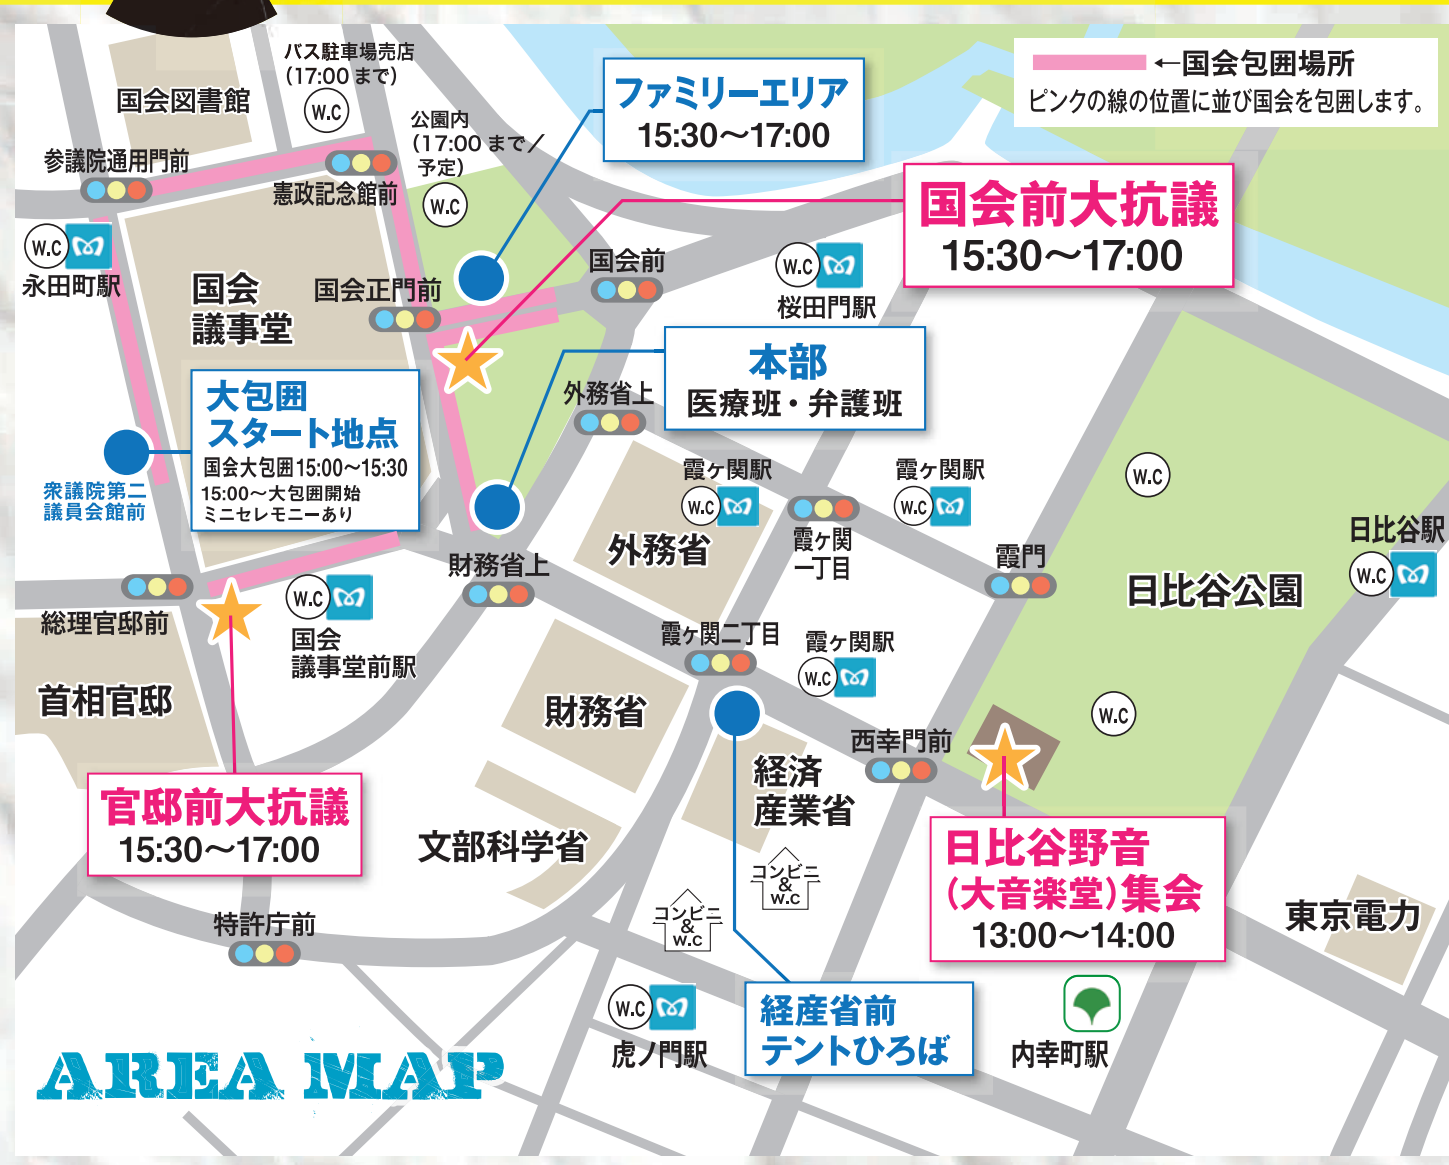 ←国会包囲場所
ピンクの線の位置に並び国会を包囲します。
バス駐車場売店
(17:00まで)
W.C
国会図書館
公園内
(17:00まで/
予定)
W.C
ファミリーエリア
15:30〜17:00
参議院通用門前
憲政記念館前
国会前大抗議
15:30〜17:00
W.C
永田町駅
国会
議事堂
国会正門前
国会前
W.C
桜田門駅
本部
医療班・弁護班
大包囲
スタート地点
国会大包囲15:00〜15:30
15:00〜大包囲開始
ミニセレモニーあり
衆議院第二
議員会館前
外務省上
霞ヶ関駅
W.C
霞ヶ関駅
W.C
W.C
外務省
霞ヶ関
一丁目
霞門
日比谷駅
W.C
日比谷公園
財務省上
総理官邸前
W.C
国会
議事堂前駅
霞ヶ関二丁目
霞ヶ関駅
W.C
首相官邸
財務省
W.C
西幸門前
経済
産業省
官邸前大抗議
15:30〜17:00
文部科学省
コンビニ
&
W.C
コンビニ
&
W.C
日比谷野音
(大音楽堂)集会
13:00〜14:00
東京電力
特許庁前
W.C
虎ノ門駅
経産省前
テントひろば
内幸町駅
AREA MAP